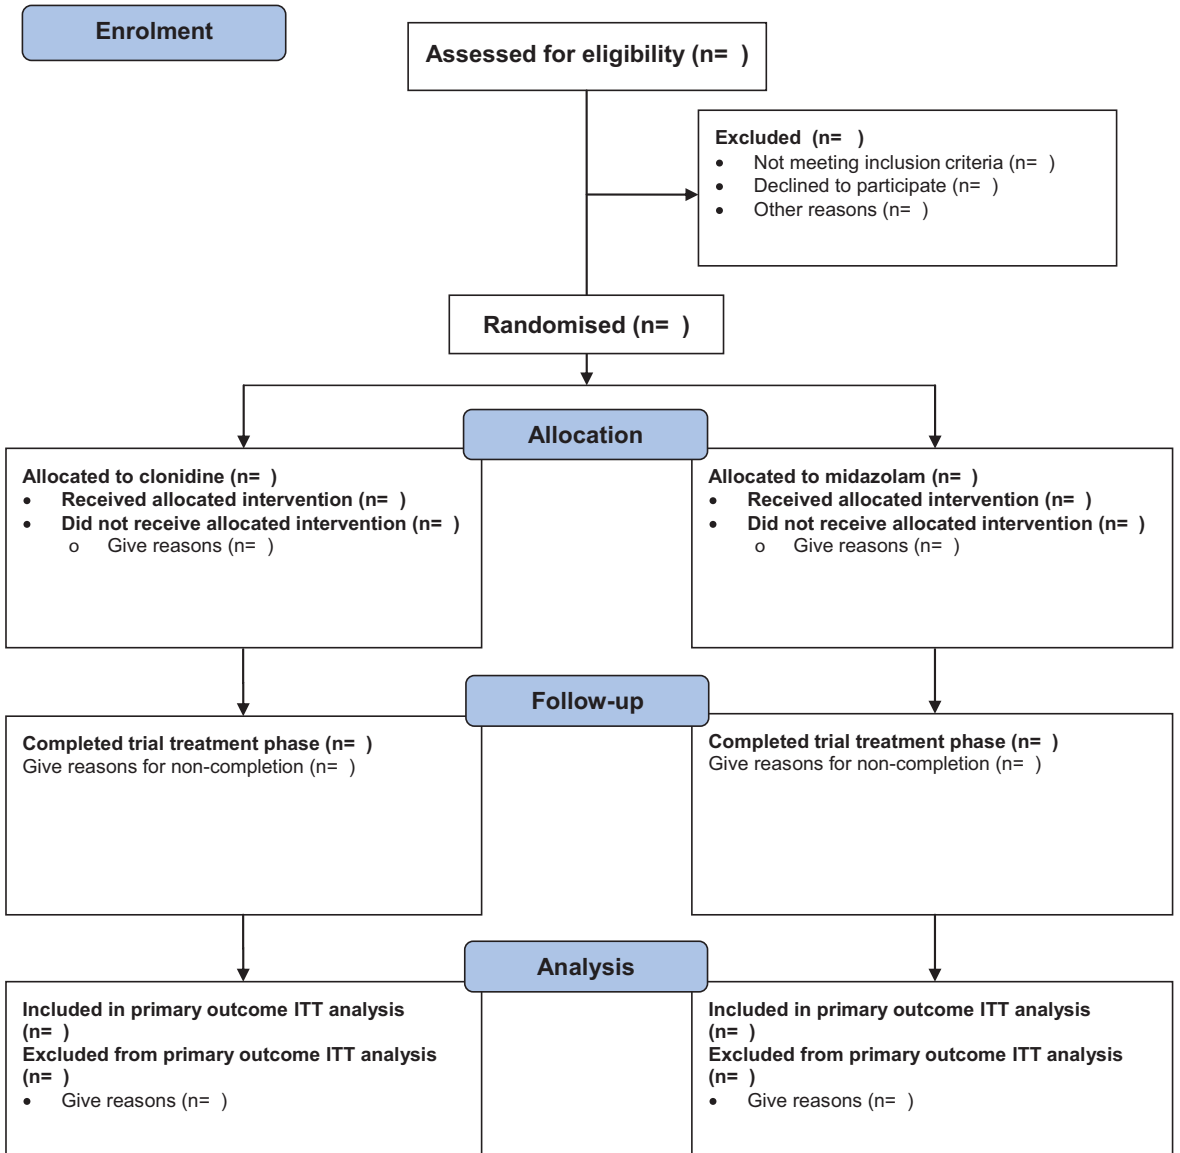 Enrolment
Assessed for eligibility (n=  )
Excluded  (n=   )
• Not meeting inclusion criteria (n=  )
• Declined to participate (n=  )
• Other reasons (n=  )
Randomised (n=  )
Allocation
Allocated to clonidine (n=  )
• Received allocated intervention (n=  )
• Did not receive allocated intervention (n=  )
o Give reasons (n=  )
Allocated to midazolam (n=  )
• Received allocated intervention (n=  )
• Did not receive allocated intervention (n=  )
o Give reasons (n=  )
Follow-up
Completed trial treatment phase (n=  )
Give reasons for non-completion (n=  )
Completed trial treatment phase (n=  )
Give reasons for non-completion (n=  )
Analysis
Included in primary outcome ITT analysis
(n=  )
Excluded from primary outcome ITT analysis
(n=  )
• Give reasons (n=  )
Included in primary outcome ITT analysis
(n=  )
Excluded from primary outcome ITT analysis
(n=  )
• Give reasons (n=  )